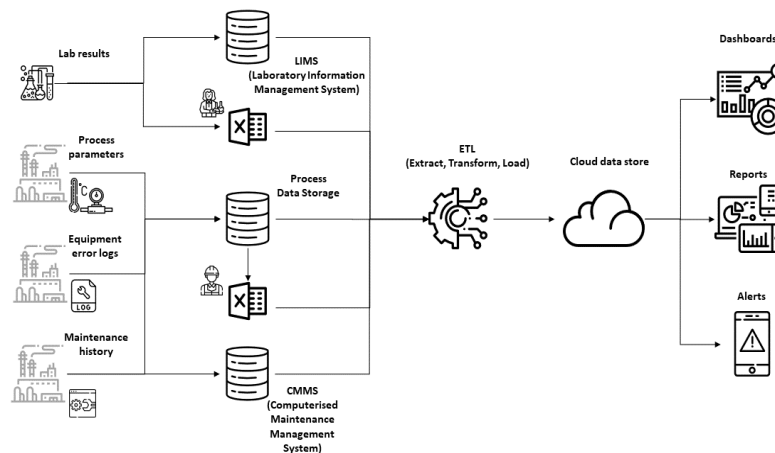 Lab results
LIMS
(Laboratory Information
Management System)
X
Process
parameters
°C
Process
Data Storage
ETL
(Extract, Transform, Load)
Cloud data store
Dashboards
Reports
Equipment
error logs
LOG
X
Alerts
Maintenance
history
CMMS
(Computerised
Maintenance
Management
System)